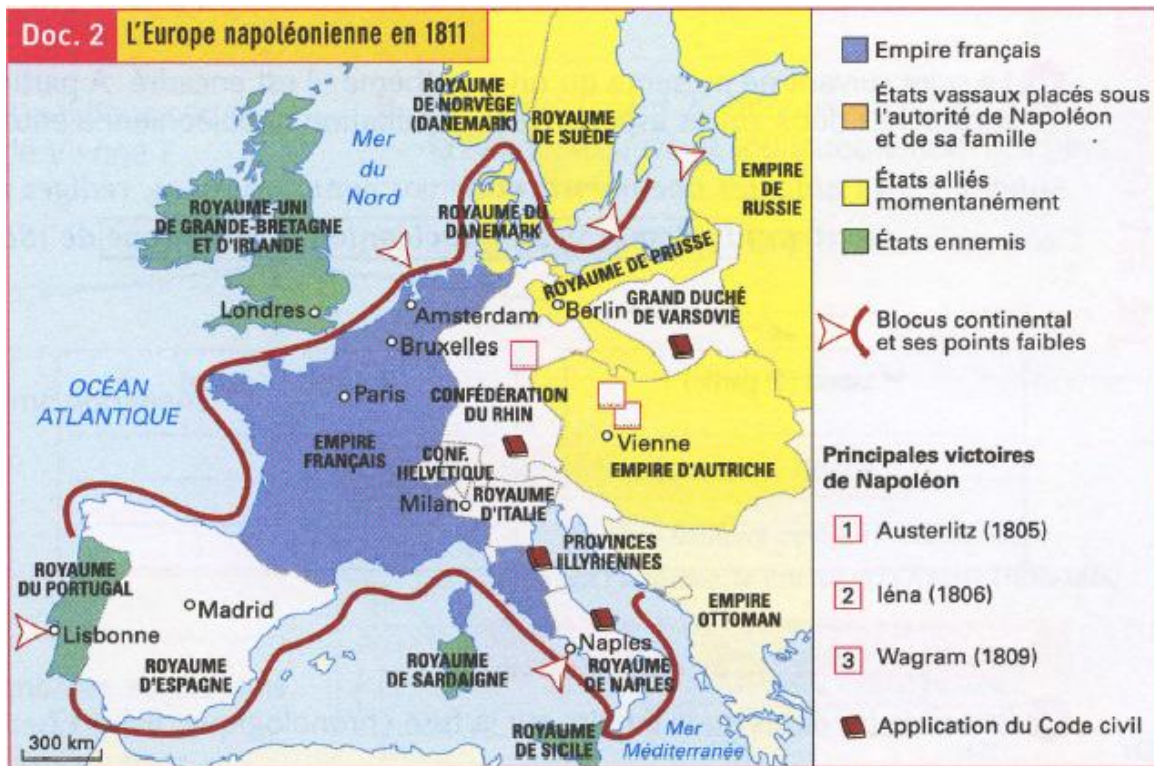 Doc. 2
L'Europe napoléonienne en 1811
ROYAUME
DE NORVÈGE
(DANEMARK)
ROYAUME
DE SUÈDE
Mer
du
Nord
EMPIRE
DE
RUSSIE
ROYAUME-UNI
DE GRANDE-BRETAGNE
ET D'IRLANDE
ROYAUME DU
DANEMARK
ROYAUME DE PRUSSE
Londres
Amsterdam
Berlin
GRAND DUCHÉ
DE VARSOVIE
Bruxelles
OCÉAN
ATLANTIQUE
Paris
CONFÉDÉRATION
DU RHIN
Vienne
EMPIRE
FRANÇAIS
CONF.
HELVÉTIQUE
EMPIRE D'AUTRICHE
Milan
ROYAUME
D'ITALIE
PROVINCES
ILLYRIENNES
ROYAUME
DU PORTUGAL
Madrid
EMPIRE
OTTOMAN
Lisbonne
Naples
ROYAUME
D'ESPAGNE
ROYAUME
DE SARDAIGNE
ROYAUME
DE NAPLES
ROYAUME
DE SICILE
Mer
Méditerranée
300 km
Empire français
États vassaux placés sous
l'autorité de Napoléon
et de sa famille
États alliés
momentanément
États ennemis
Blocus continental
et ses points faibles
Principales victoires
de Napoléon
1 Austerlitz (1805)
2 Iéna (1806)
3 Wagram (1809)
Application du Code civil